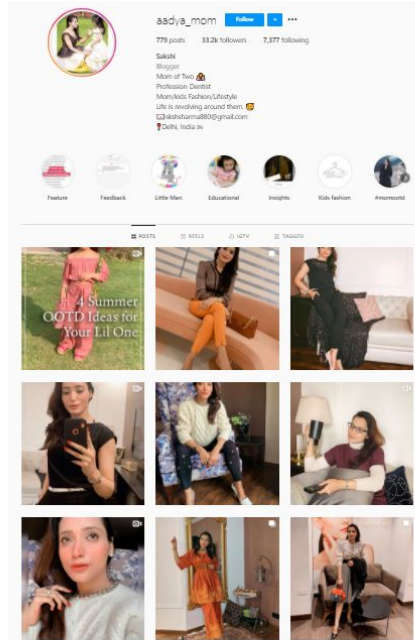 aadya_mom Follow
779 posts 33.2k followers 7,377 following
Sakshi
Blogger
Mom of Two
Profession-Dentist
Mom/kids Fashion/Lifestyle
Life is revolving around them.
skshsharma880@gmail.com
Delhi, India
Feature Feedback Little Man Educational Insights Kids fashion #momsootd
POSTS REELS IGTV TAGGED
4 Summer
OOTD Ideas for
Your Lil One